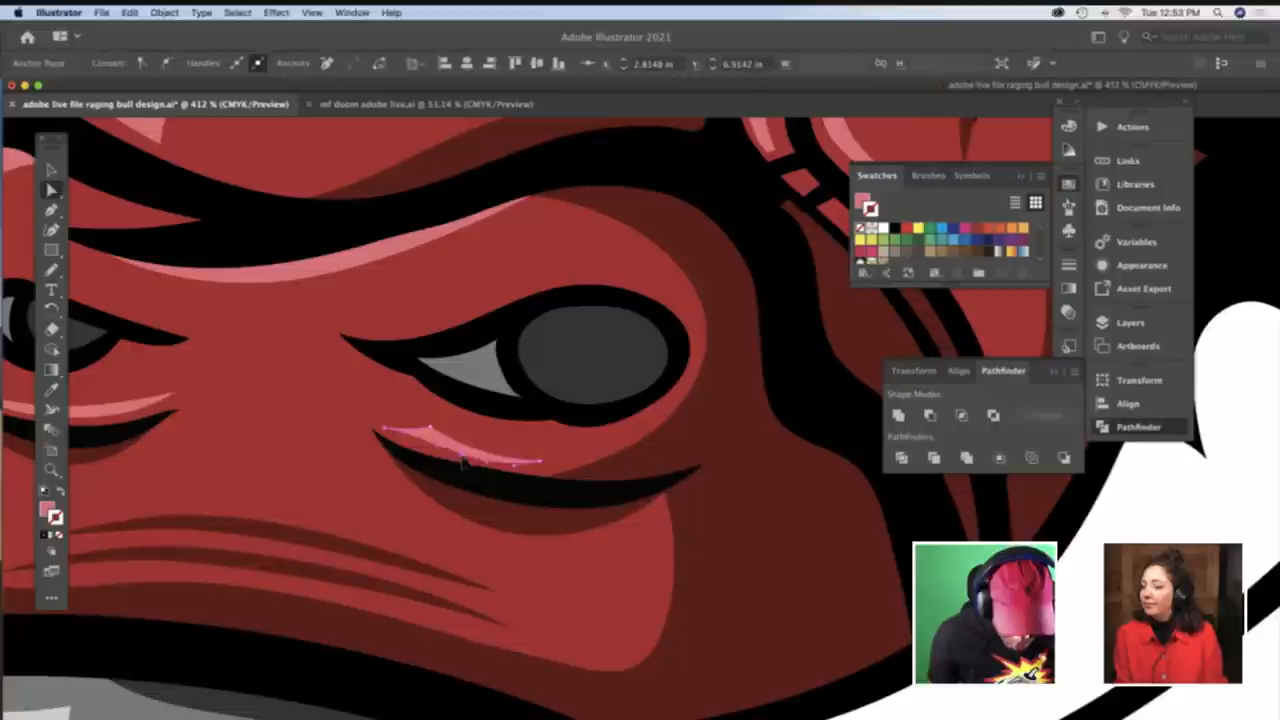 Illustrator File Edit Object Type Select Effect View Window Help
Tue 12:53 PM
Adobe Illustrator 2021
Search Adobe Help
Anchor Point Convert: Handles: Anchors: X: 2.8148 in Y: 6.9142 in W: H:
adobe live file raging bull design.ai* @ 412 % (CMYK/Preview)
adobe live file raging bull design.ai* @ 412 % (CMYK/Preview)
mf doom adobe live.ai @ 51.14 % (CMYK/Preview)
Actions
Links
Libraries
Document Info
Variables
Appearance
Asset Export
Layers
Artboards
Transform
Align
Pathfinder
Swatches Brushes Symbols
Transform Align Pathfinder
Shape Modes:
Pathfinders: